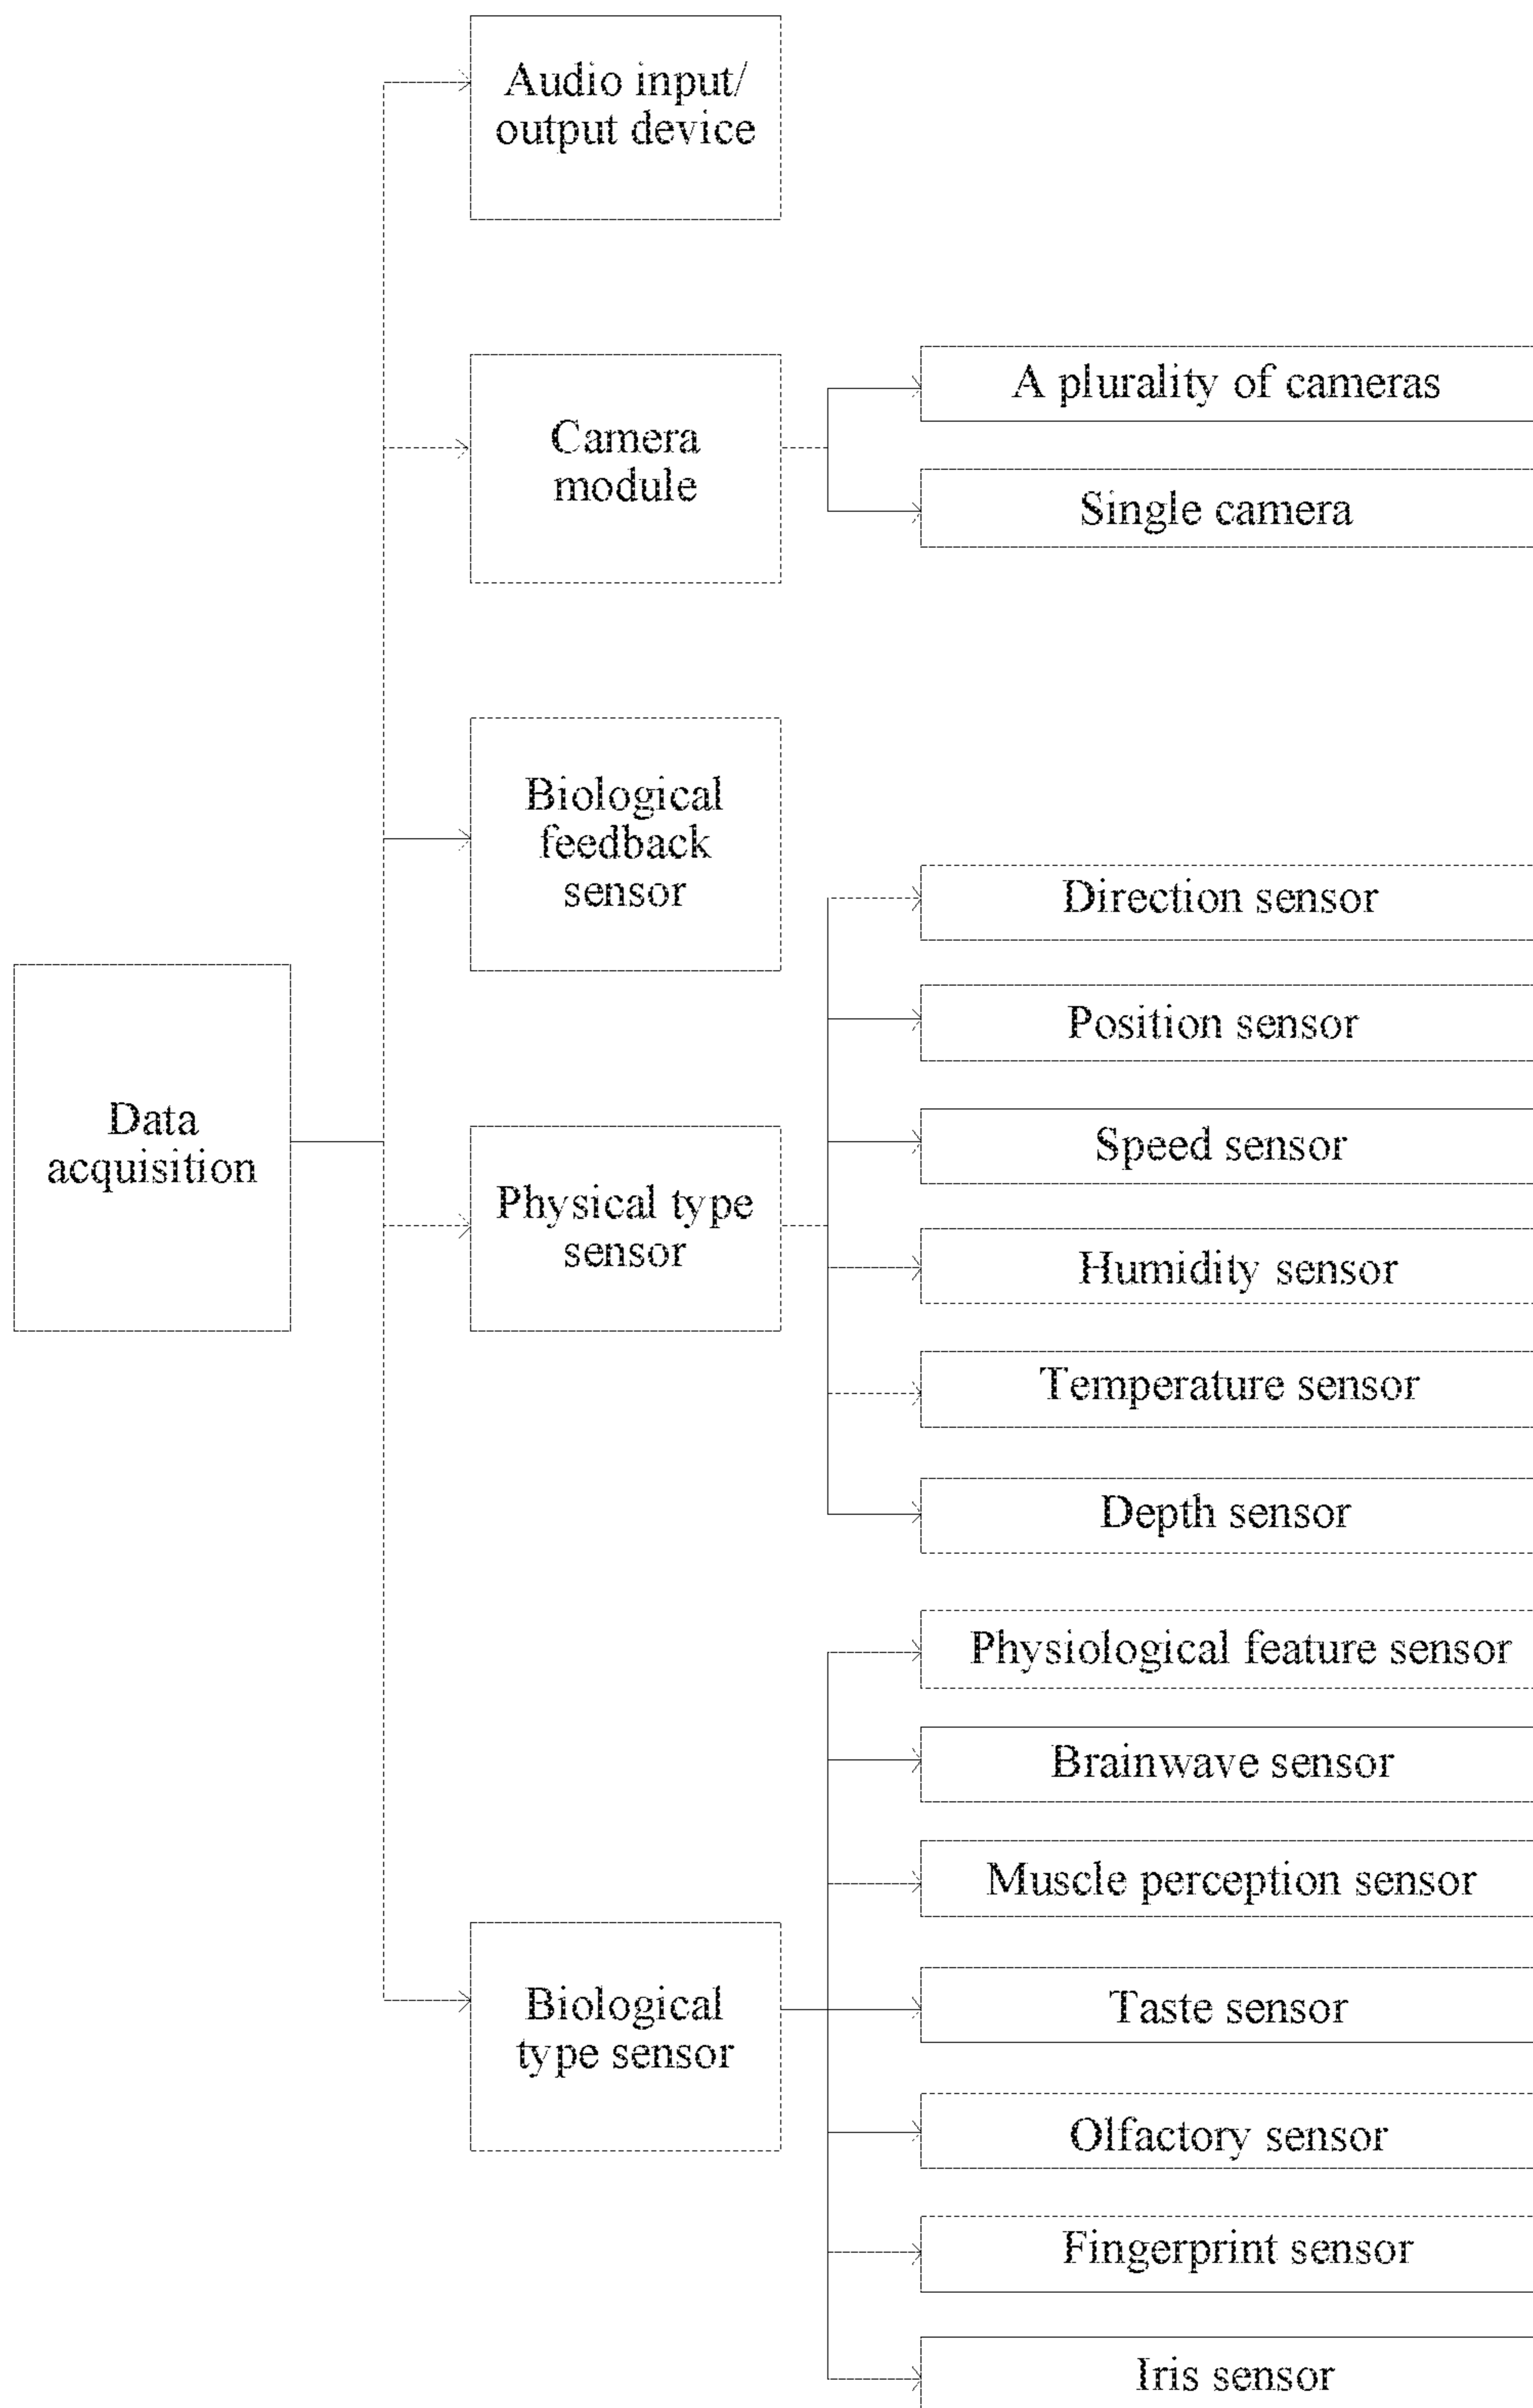 Audio input/
output device
Camera
module
A plurality of cameras
Single camera
Biological
feedback
sensor
Data
acquisition
Physical type
sensor
Direction sensor
Position sensor
Speed sensor
Humidity sensor
Temperature sensor
Depth sensor
Biological
type sensor
Physiological feature sensor
Brainwave sensor
Muscle perception sensor
Taste sensor
Olfactory sensor
Fingerprint sensor
Iris sensor